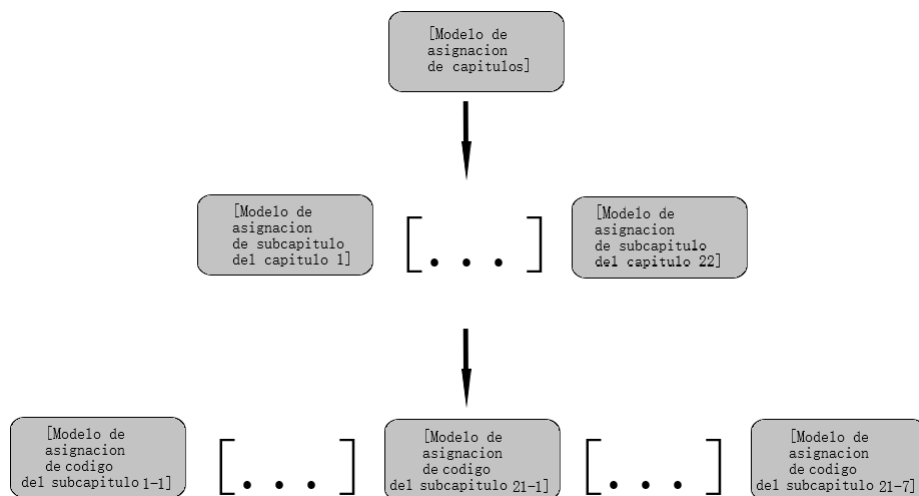 [Modelo de
asignacion
de capitulos]
[Modelo de
asignacion
de subcapitulo
del capitulo 1]
[...]
[Modelo de
asignacion
de subcapitulo
del capitulo 22]
[Modelo de
asignacion
de codigo
del subcapitulo 1-1]
[...]
[Modelo de
asignacion
de codigo
del subcapitulo 21-1]
[...]
[Modelo de
asignacion
de codigo
del subcapitulo 21-7]